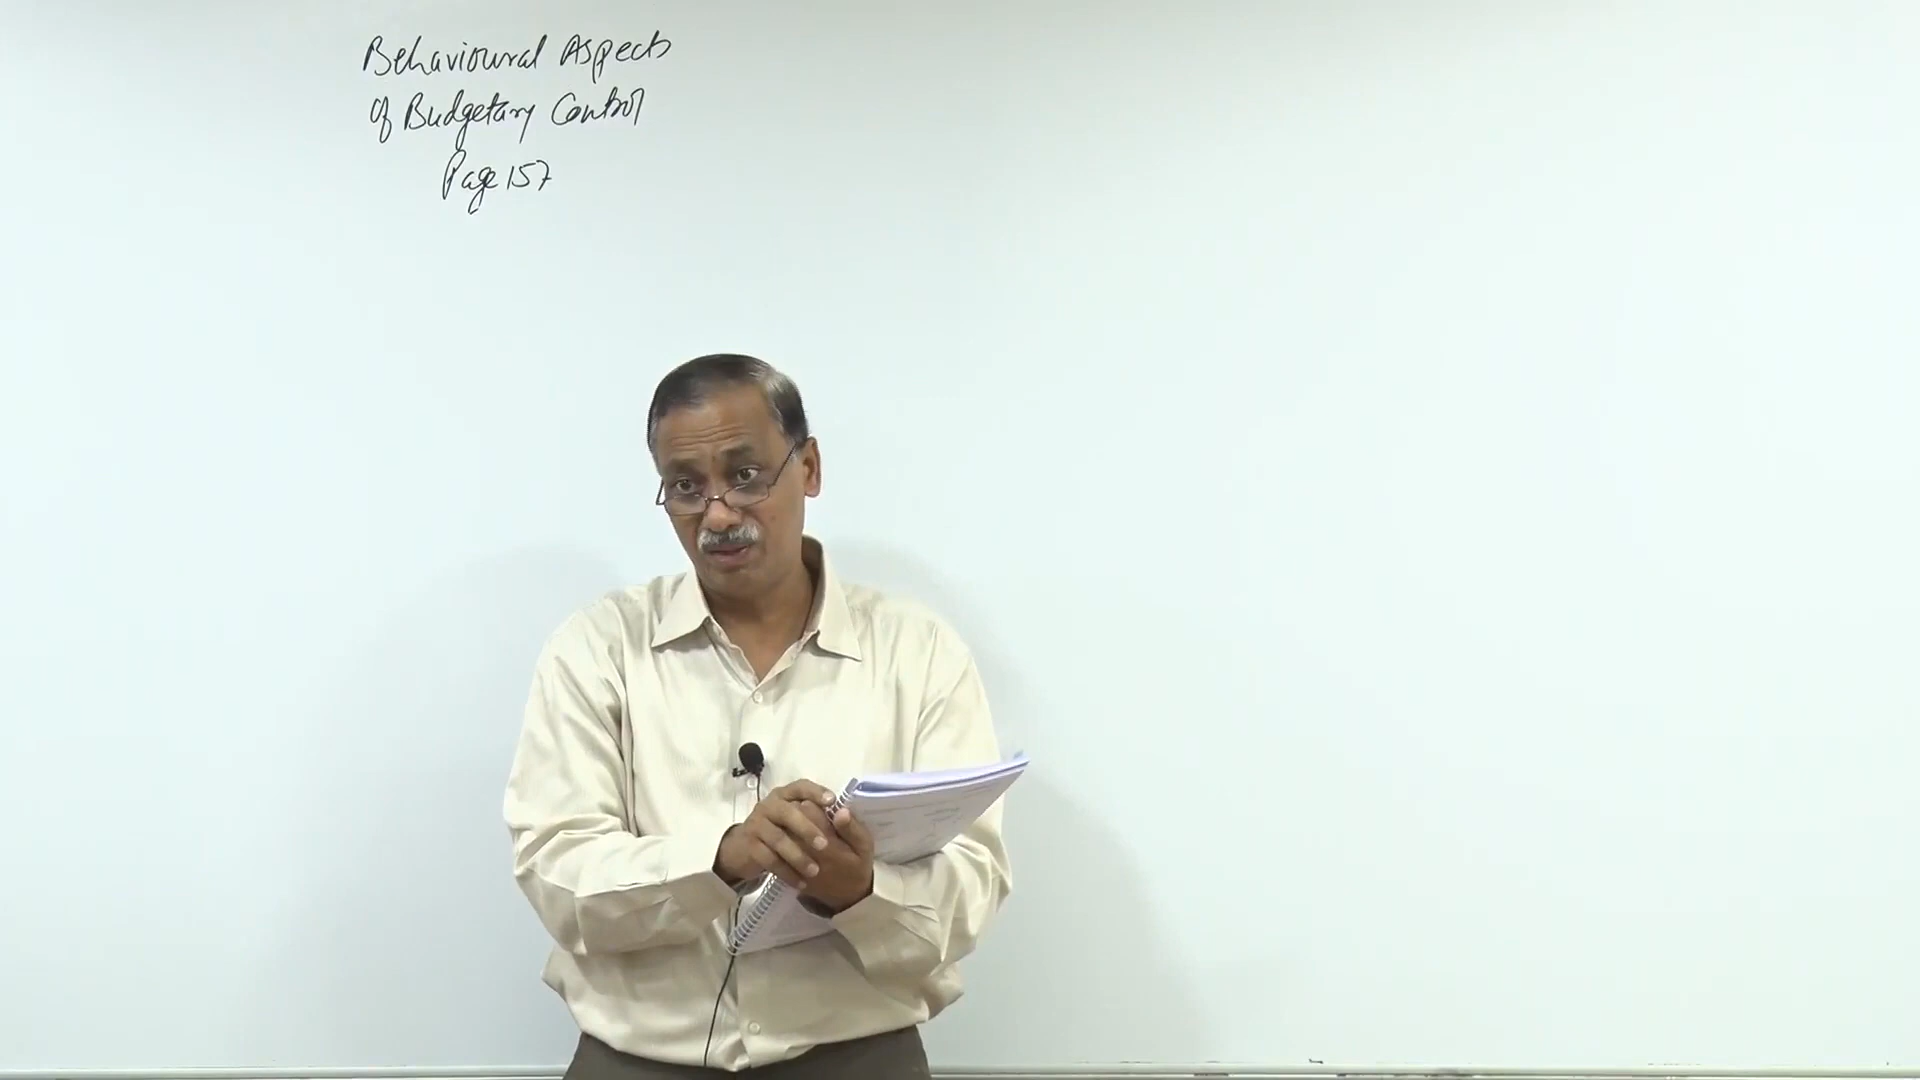 Behavioural Aspects
of Budgetary Control
Page 157